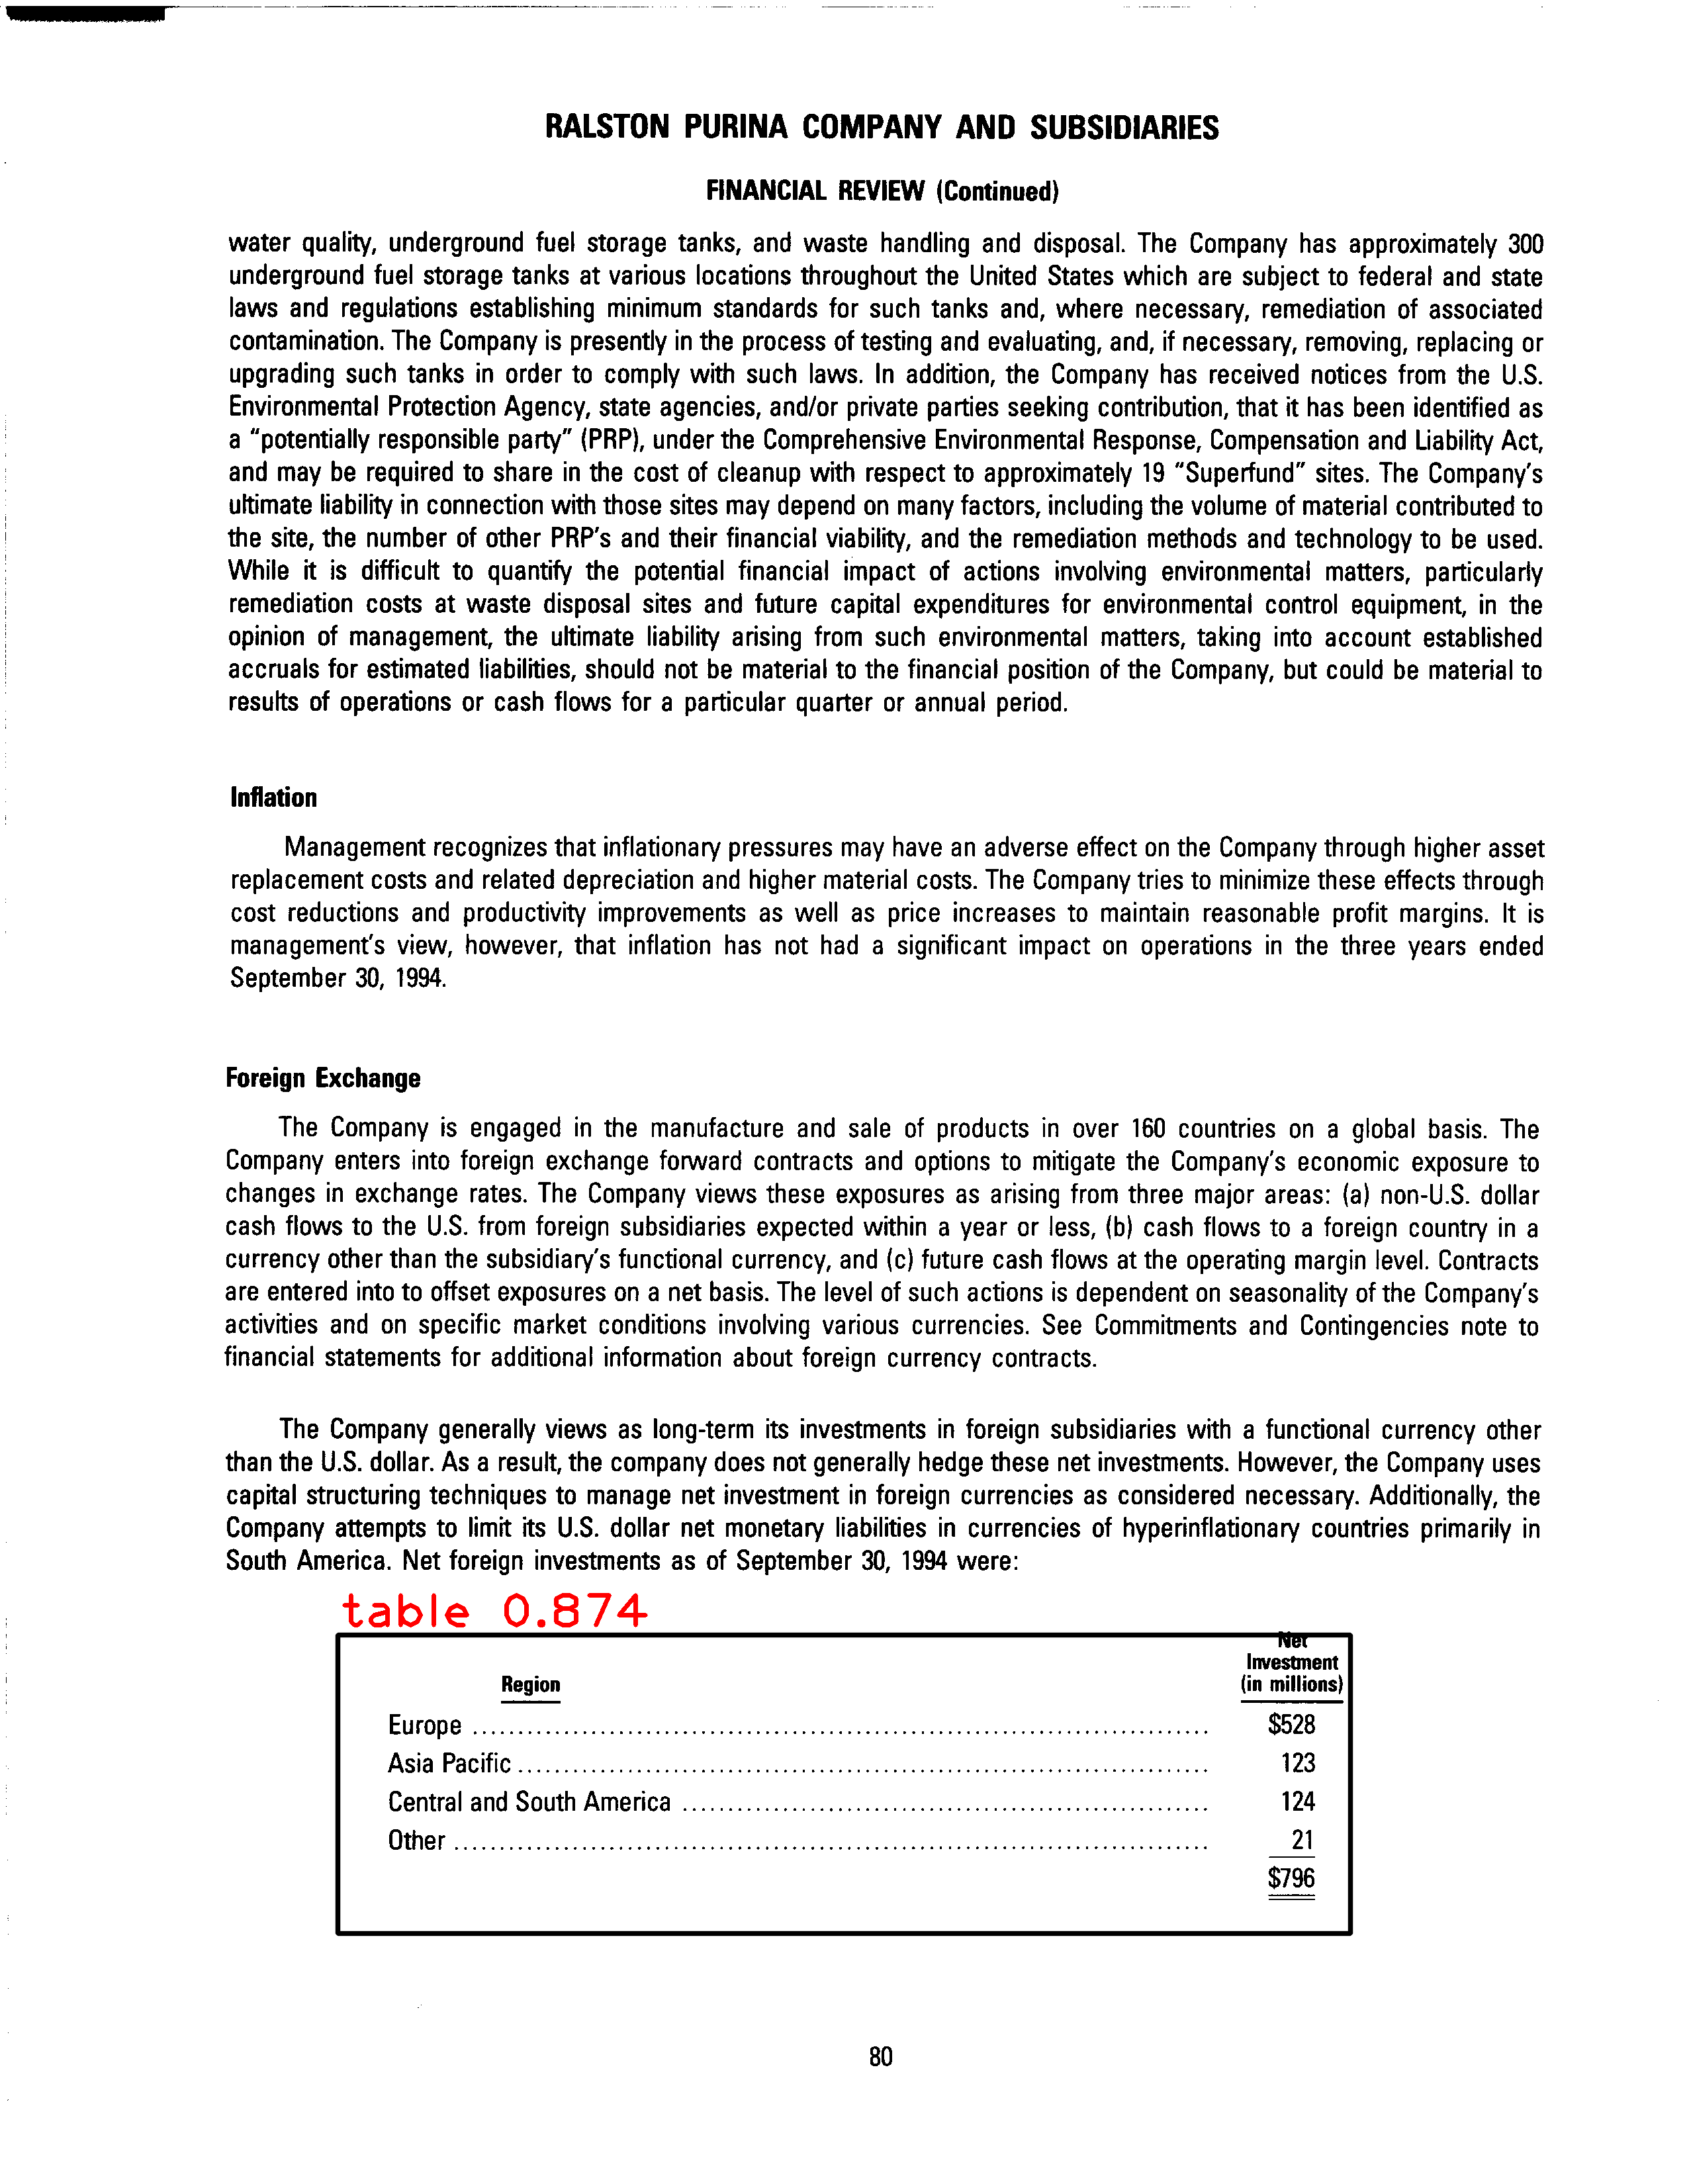 RALSTON PURINA COMPANY AND SUBSIDIARIES
FINANCIAL REVIEW (Continued)
water quality, underground fuel storage tanks, and waste handling and disposal. The Company has approximately 300
underground fuel storage tanks at various locations throughout the United States which are subject to federal and state
laws and regulations establishing minimum standards for such tanks and, where necessary, remediation of associated
contamination. The Company is presently in the process of testing and evaluating, and, if necessary, removing, replacing or
upgrading such tanks in order to comply with such laws. In addition, the Company has received notices from the U.S.
Environmental Protection Agency, state agencies, and/or private parties seeking contribution, that it has been identified as
a "potentially responsible party" (PRP), under the Comprehensive Environmental Response, Compensation and Liability Act,
and may be required to share in the cost of cleanup with respect to approximately 19 "Superfund" sites. The Company's
ultimate liability in connection with those sites may depend on many factors, including the volume of material contributed to
the site, the number of other PRP's and their financial viability, and the remediation methods and technology to be used.
While it is difficult to quantify the potential financial impact of actions involving environmental matters, particularly
remediation costs at waste disposal sites and future capital expenditures for environmental control equipment, in the
opinion of management, the ultimate liability arising from such environmental matters, taking into account established
accruals for estimated liabilities, should not be material to the financial position of the Company, but could be material to
results of operations or cash flows for a particular quarter or annual period.
Inflation
Management recognizes that inflationary pressures may have an adverse effect on the Company through higher asset
replacement costs and related depreciation and higher material costs. The Company tries to minimize these effects through
cost reductions and productivity improvements as well as price increases to maintain reasonable profit margins. It is
management's view, however, that inflation has not had a significant impact on operations in the three years ended
September 30, 1994.
Foreign Exchange
The Company is engaged in the manufacture and sale of products in over 160 countries on a global basis. The
Company enters into foreign exchange forward contracts and options to mitigate the Company's economic exposure to
changes in exchange rates. The Company views these exposures as arising from three major areas: (a) non-U.S. dollar
cash flows to the U.S. from foreign subsidiaries expected within a year or less, (b) cash flows to a foreign country in a
currency other than the subsidiary's functional currency, and (c) future cash flows at the operating margin level. Contracts
are entered into to offset exposures on a net basis. The level of such actions is dependent on seasonality of the Company's
activities and on specific market conditions involving various currencies. See Commitments and Contingencies note to
financial statements for additional information about foreign currency contracts.
The Company generally views as long-term its investments in foreign subsidiaries with a functional currency other
than the U.S. dollar. As a result, the company does not generally hedge these net investments. However, the Company uses
capital structuring techniques to manage net investment in foreign currencies as considered necessary. Additionally, the
Company attempts to limit its U.S. dollar net monetary liabilities in currencies of hyperinflationary countries primarily in
South America. Net foreign investments as of September 30, 1994 were:
table 0.874
Net
Investment
Region (in millions)
Europe $528
Asia Pacific 123
Central and South America 124
Other 21
$796
80